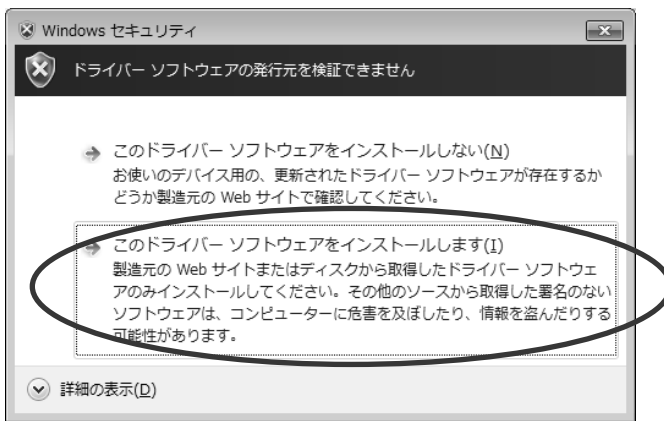 Windows セキュリティ
ドライバー ソフトウェアの発行元を検証できません
このドライバー ソフトウェアをインストールしない(N)
お使いのデバイス用の、更新されたドライバー ソフトウェアが存在するか
どうか製造元の Web サイトで確認してください。
このドライバー ソフトウェアをインストールします(I)
製造元の Web サイトまたはディスクから取得したドライバー ソフトウェ
アのみインストールしてください。その他のソースから取得した署名のない
ソフトウェアは、コンピューターに危害を及ぼしたり、情報を盗んだりする
可能性があります。
詳細の表示(D)